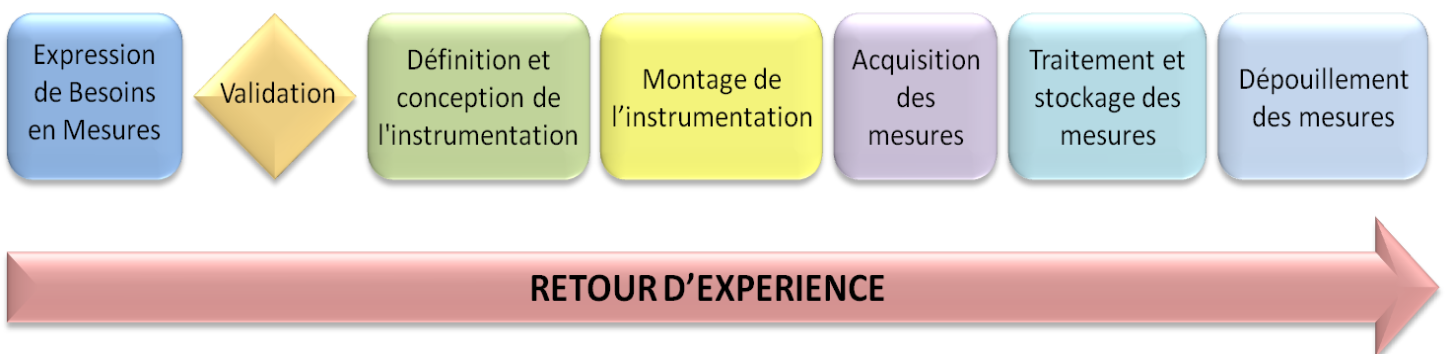 Expression
de Besoins
en Mesures
Validation
Définition et
conception de
l'instrumentation
Montage de
l’instrumentation
Acquisition
des
mesures
Traitement et
stockage des
mesures
Dépouillement
des mesures
RETOUR D’EXPERIENCE